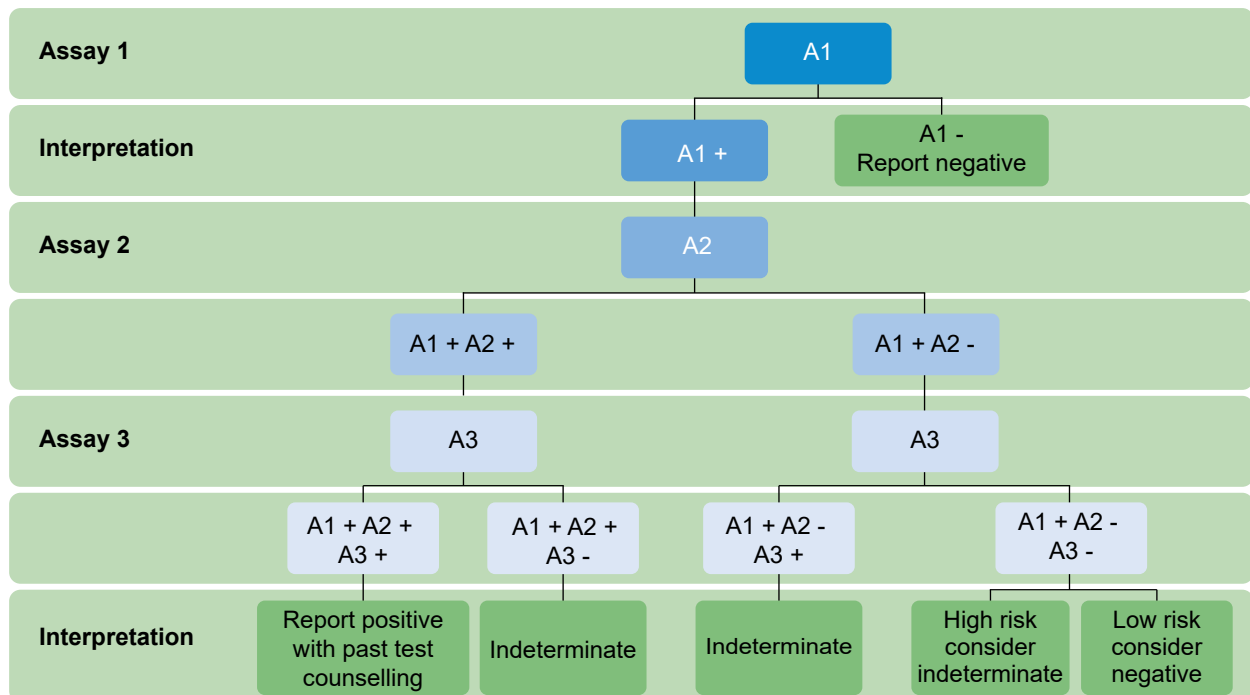 Assay 1
A1
Interpretation
A1 +
A1 -
Report negative
Assay 2
A2
A1 + A2 +
A1 + A2 -
Assay 3
A3
A3
A1 + A2 +
A3 +
A1 + A2 +
A3 -
A1 + A2 -
A3 +
A1 + A2 -
A3 -
Interpretation
Report positive
with past test
counselling
Indeterminate
Indeterminate
High risk
consider
indeterminate
Low risk
consider
negative